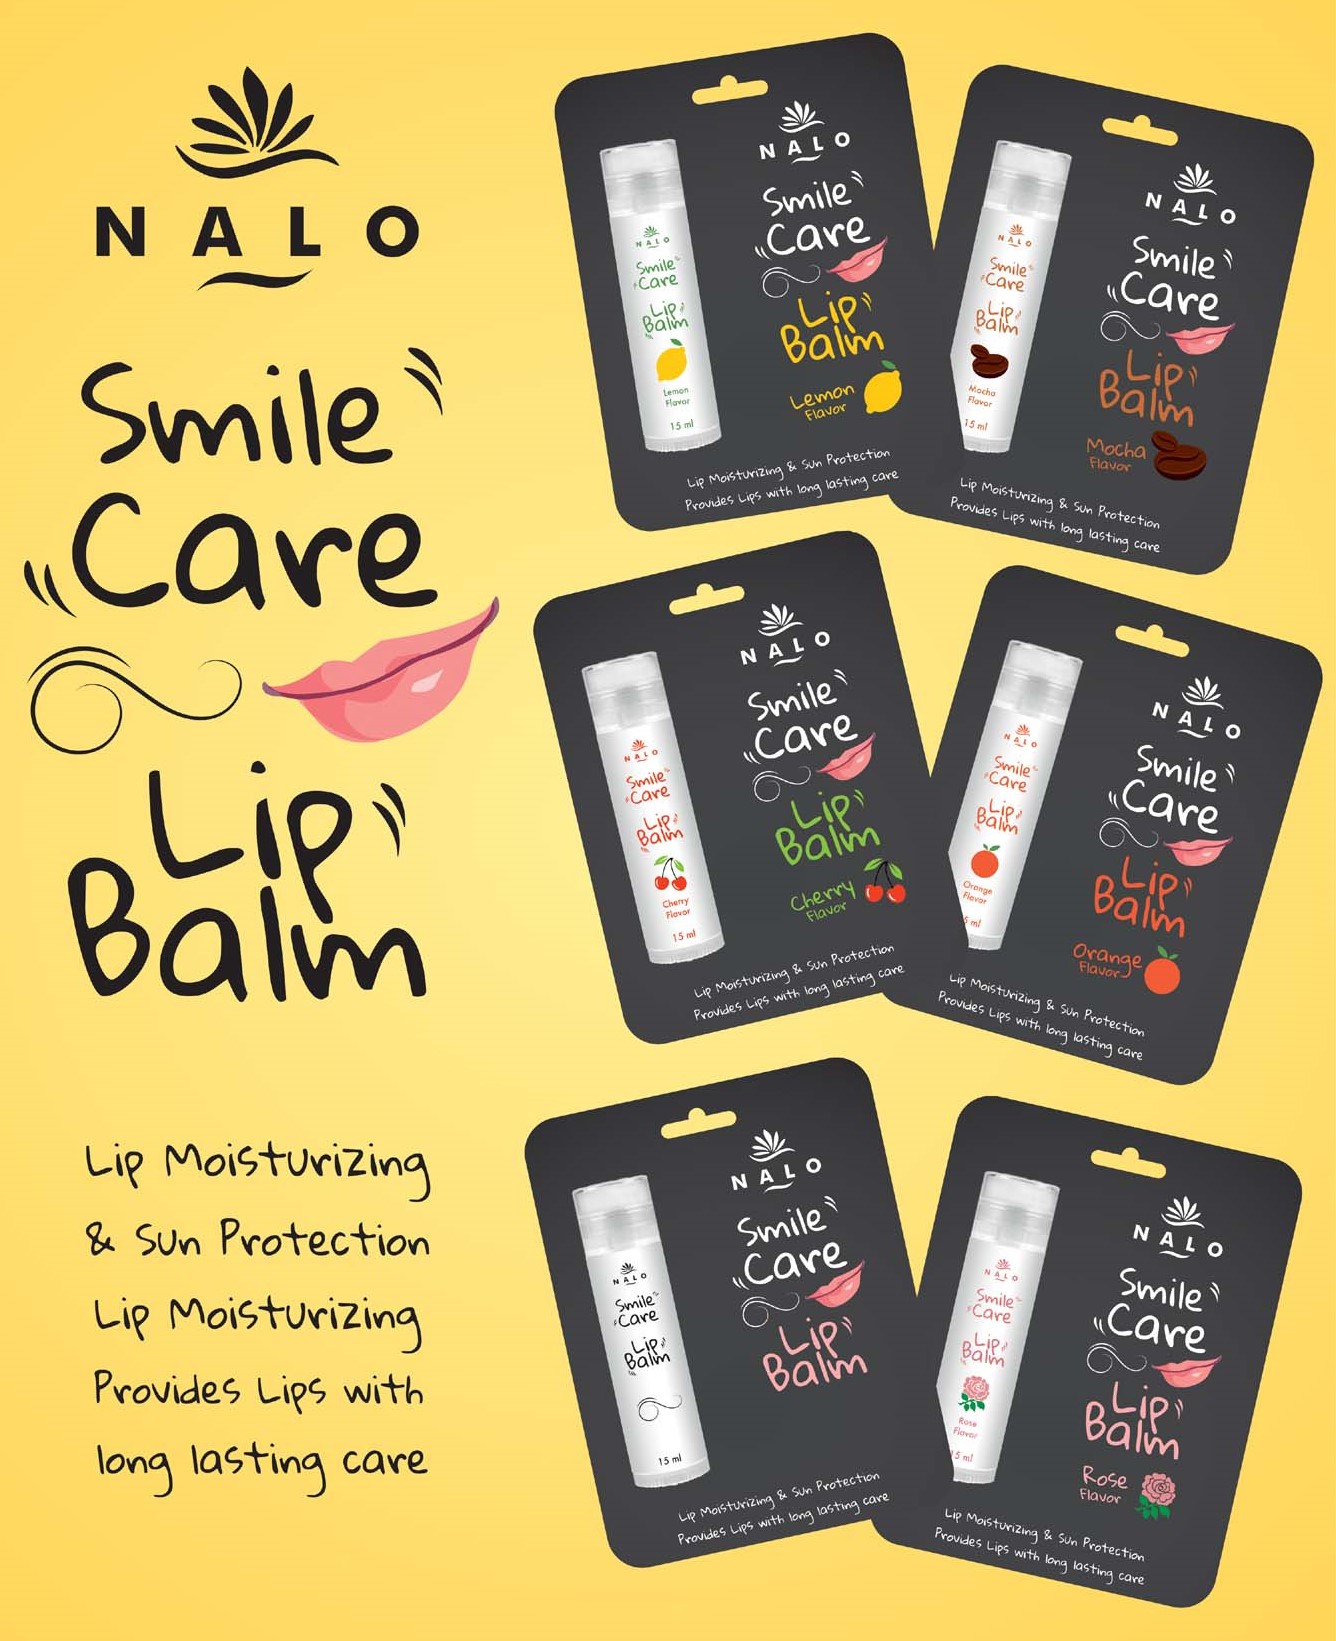 NALO
Smile
Care
Lip
Balm
Lip Moisturizing
& Sun Protection
Lip Moisturizing
Provides Lips with
long lasting care
NALO
Smile
Care
Lip
Balm
Lemon
Flavor
Lip Moisturizing & Sun Protection
Provides Lips with long lasting care
NALO
Smile
Care
Lip
Balm
Lemon
Flavor
15 ml
NALO
Smile
Care
Lip
Balm
Mocha
Flavor
Lip Moisturizing & Sun Protection
Provides Lips with long lasting care
NALO
Smile
Care
Lip
Balm
Mocha
Flavor
15 ml
NALO
Smile
Care
Lip
Balm
Cherry
Flavor
Lip Moisturizing & Sun Protection
Provides Lips with long lasting care
NALO
Smile
Care
Lip
Balm
Cherry
Flavor
15 ml
NALO
Smile
Care
Lip
Balm
Orange
Flavor
Lip Moisturizing & Sun Protection
Provides Lips with long lasting care
NALO
Smile
Care
Lip
Balm
Orange
Flavor
5 ml
NALO
Smile
Care
Lip
Balm
Lip Moisturizing & Sun Protection
Provides Lips with long lasting care
NALO
Smile
Care
Lip
Balm
15 ml
NALO
Smile
Care
Lip
Balm
Rose
Flavor
Lip Moisturizing & Sun Protection
Provides Lips with long lasting care
NALO
Smile
Care
Lip
Balm
Rose
Flavor
15 ml